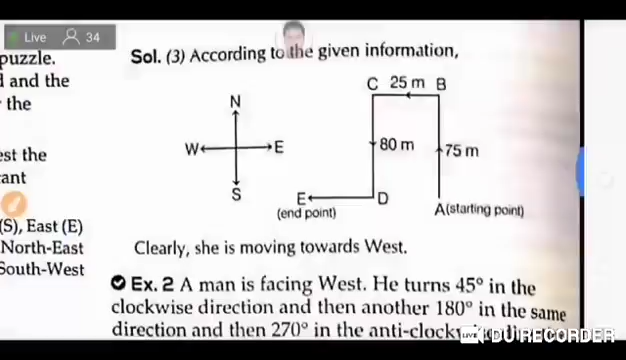 Live 34
puzzle.
and the
the
est the
ant
(S), East (E)
North-East
South-West
Sol. (3) According to the given information,
N
W
E
S
C 25 m B
80 m
75 m
E
(end point)
D
A(starting point)
Clearly, she is moving towards West.
Ex. 2 A man is facing West. He turns 45° in the
clockwise direction and then another 180° in the same
direction and then 270° in the anti-clockw
LIVE DU RECORDER